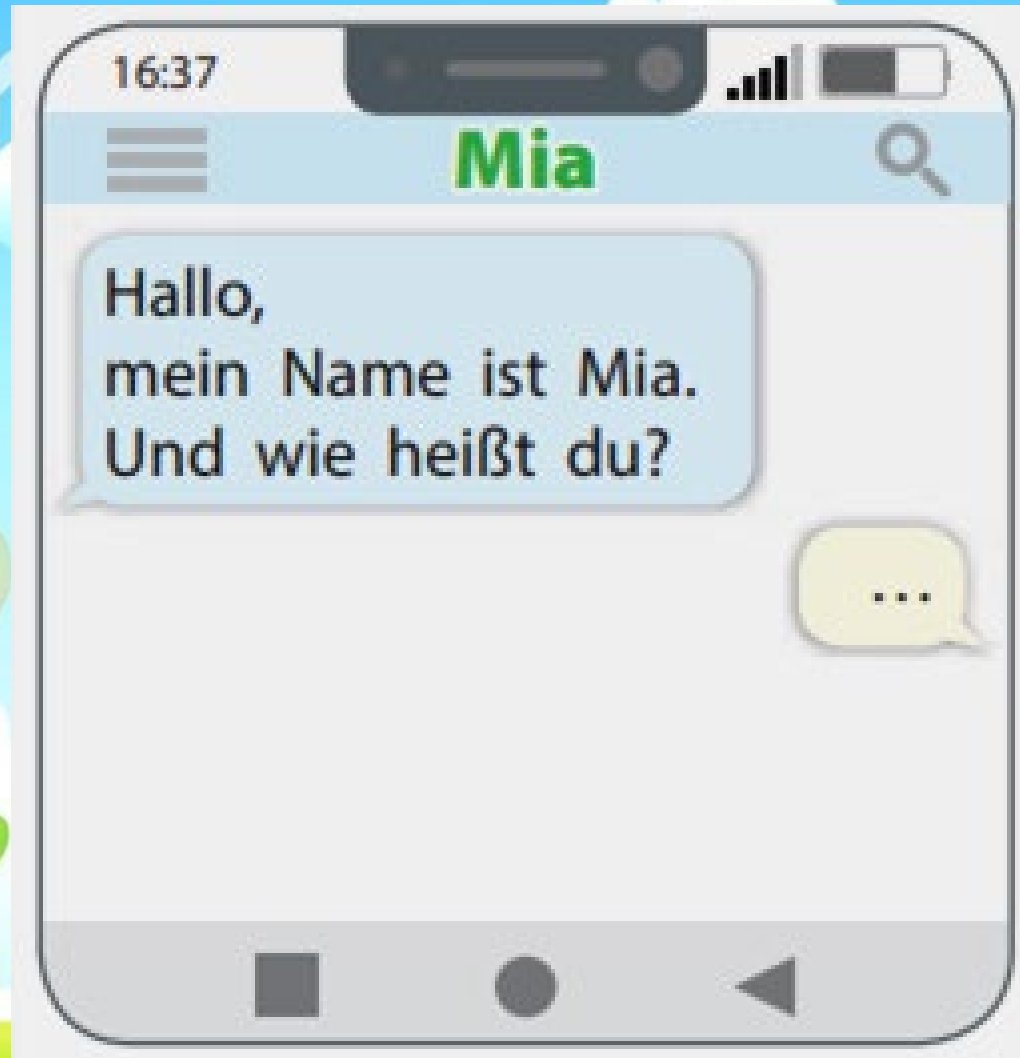 16:37
Mia
Hallo,
mein Name ist Mia.
Und wie heißt du?
...